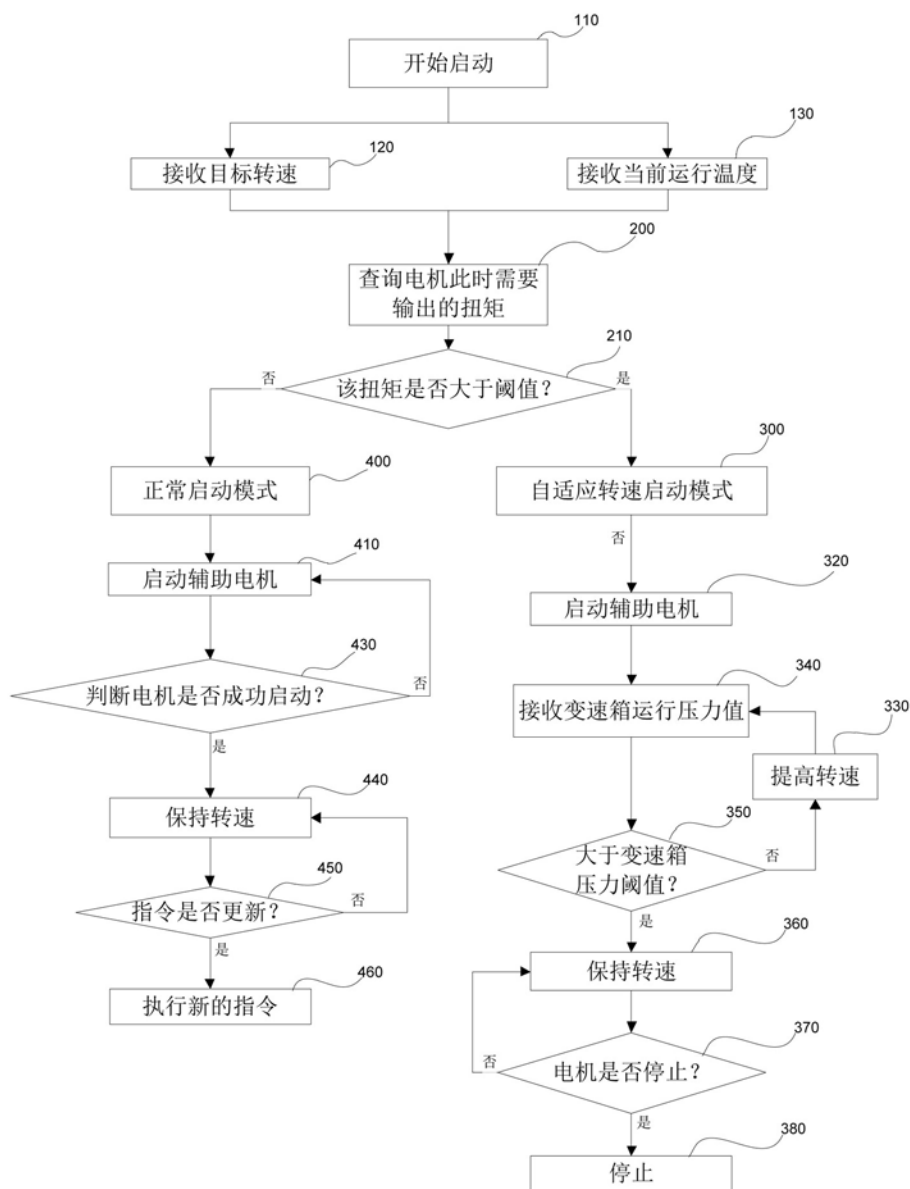 110
开始启动
120
接收目标转速
130
接收当前运行温度
200
查询电机此时需要
输出的扭矩
210
否
该扭矩是否大于阈值？
是
400
正常启动模式
410
启动辅助电机
430
判断电机是否成功启动？
否
是
440
保持转速
450
指令是否更新？
否
是
460
执行新的指令
300
自适应转速启动模式
否
320
启动辅助电机
340
接收变速箱运行压力值
330
提高转速
350
大于变速箱
压力阈值？
否
是
360
保持转速
370
否
电机是否停止？
是
380
停止